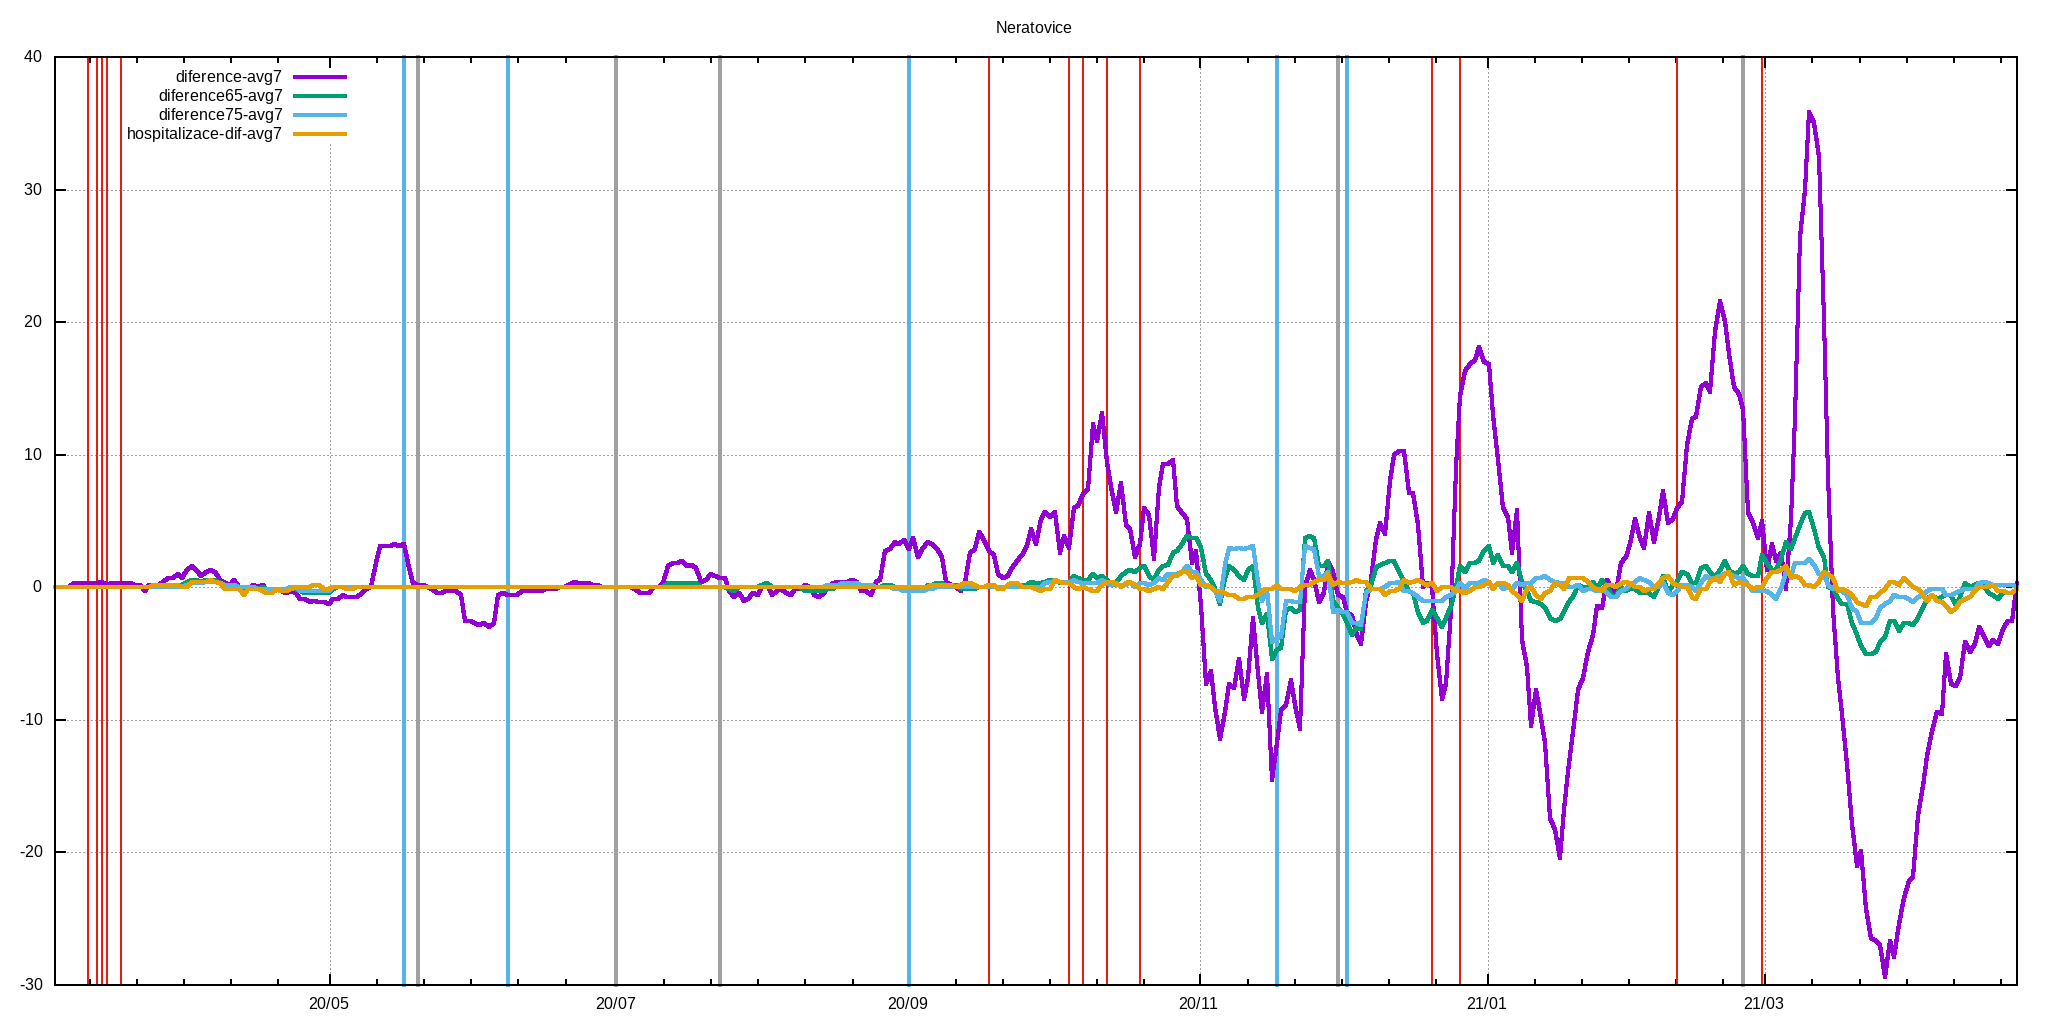 Neratovice
40
diference-avg7
diference65-avg7
diference75-avg7
hospitalizace-dif-avg7
30
20
10
0
-10
-20
-30
20/05 20/07 20/09 20/11 21/01 21/03